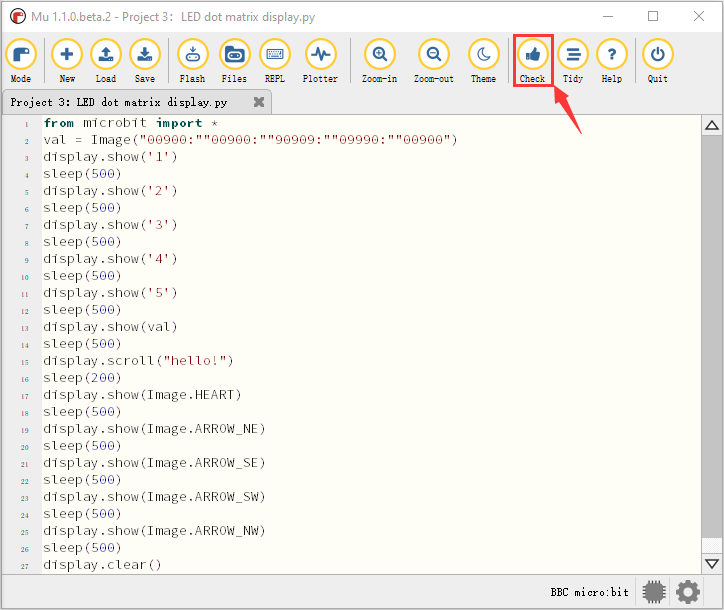 Mu 1.1.0.beta.2 - Project 3：LED dot matrix display.py
Mode New Load Save Flash Files REPL Plotter Zoom-in Zoom-out Theme Check Tidy Help Quit
Project 3：LED dot matrix display.py
1 from microbit import *
2 val = Image("00900:""00900:""90909:""09990:""00900")
3 display.show('1')
4 sleep(500)
5 display.show('2')
6 sleep(500)
7 display.show('3')
8 sleep(500)
9 display.show('4')
10 sleep(500)
11 display.show('5')
12 sleep(500)
13 display.show(val)
14 sleep(500)
15 display.scroll("hello!")
16 sleep(200)
17 display.show(Image.HEART)
18 sleep(500)
19 display.show(Image.ARROW_NE)
20 sleep(500)
21 display.show(Image.ARROW_SE)
22 sleep(500)
23 display.show(Image.ARROW_SW)
24 sleep(500)
25 display.show(Image.ARROW_NW)
26 sleep(500)
27 display.clear()
BBC micro:bit